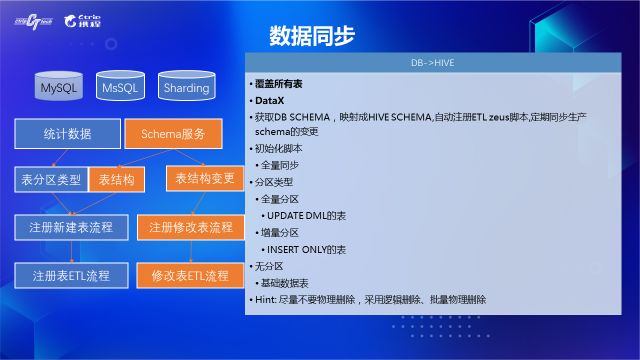 Ctrip
携程
数据同步
DB->HIVE
MySQL
MsSQL
Sharding
统计数据
Schema服务
表分区类型
表结构
表结构变更
注册新建表流程
注册修改表流程
注册表ETL流程
修改表ETL流程
• 覆盖所有表
• DataX
• 获取DB SCHEMA，映射成HIVE SCHEMA,自动注册ETL zeus脚本,定期同步生产
schema的变更
• 初始化脚本
• 全量同步
• 分区类型
• 全量分区
• UPDATE DML的表
• 增量分区
• INSERT ONLY的表
• 无分区
• 基础数据表
• Hint: 尽量不要物理删除，采用逻辑删除、批量物理删除